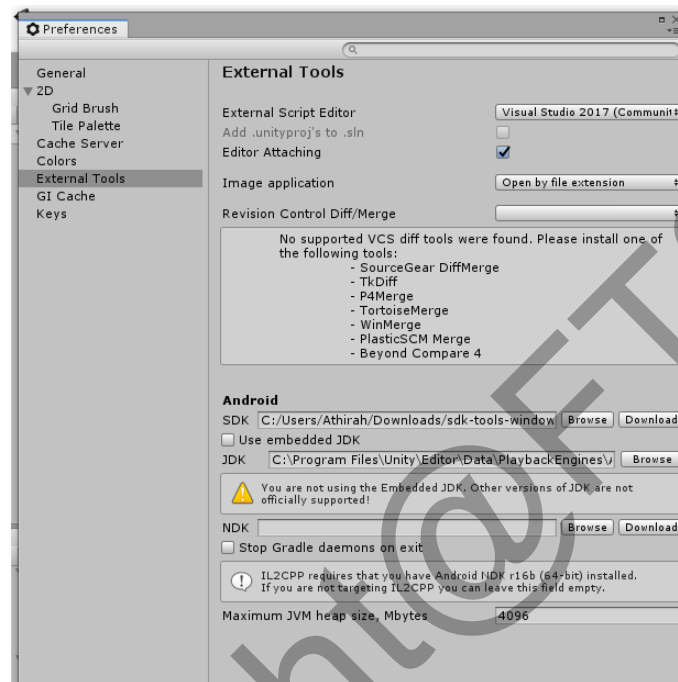 Preferences
General
External Tools
2D
Grid Brush
External Script Editor
Visual Studio 2017 (Communit
Tile Palette
Add .unityproj's to .sln
Cache Server
Editor Attaching
Colors
External Tools
Image application
Open by file extension
GI Cache
Keys
Revision Control Diff/Merge
No supported VCS diff tools were found. Please install one of
the following tools:
- SourceGear DiffMerge
- TkDiff
- P4Merge
- TortoiseMerge
- WinMerge
- PlasticSCM Merge
- Beyond Compare 4
Android
SDK C:/Users/Athirah/Downloads/sdk-tools-window Browse Download
Use embedded JDK
JDK C:\Program Files\Unity\Editor\Data\PlaybackEngines\ Browse
You are not using the Embedded JDK. Other versions of JDK are not
officially supported!
NDK Browse Download
Stop Gradle daemons on exit
IL2CPP requires that you have Android NDK r16b (64-bit) installed.
If you are not targeting IL2CPP you can leave this field empty.
Maximum JVM heap size, Mbytes 4096
ht@FT